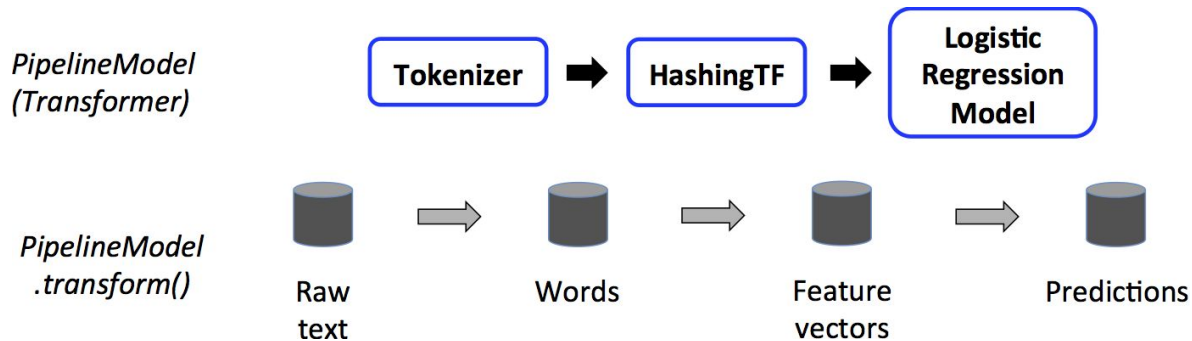 PipelineModel
(Transformer)
Tokenizer
HashingTF
Logistic
Regression
Model
PipelineModel
.transform()
Raw
text
Words
Feature
vectors
Predictions